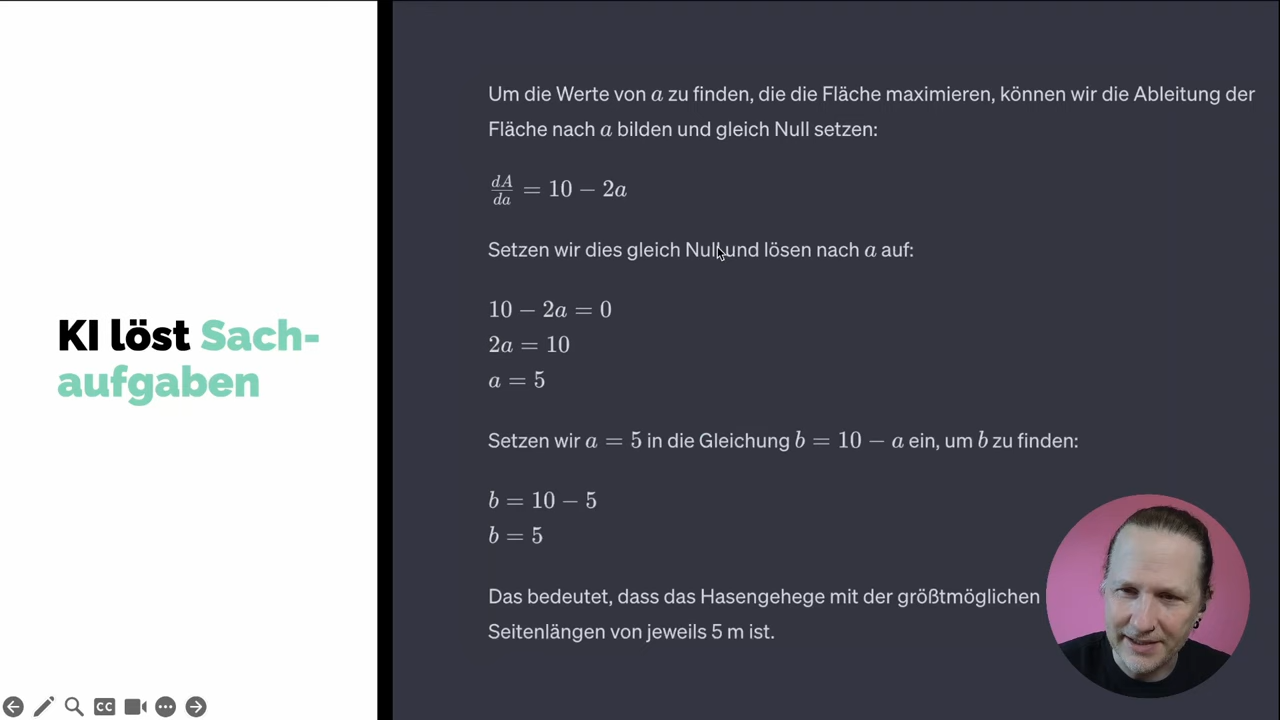 KI löst Sach-
aufgaben
Um die Werte von a zu finden, die die Fläche maximieren, können wir die Ableitung der
Fläche nach a bilden und gleich Null setzen:
dA/da = 10 − 2a
Setzen wir dies gleich Null und lösen nach a auf:
10 − 2a = 0
2a = 10
a = 5
Setzen wir a = 5 in die Gleichung b = 10 − a ein, um b zu finden:
b = 10 − 5
b = 5
Das bedeutet, dass das Hasengehege mit der größtmöglichen
Seitenlängen von jeweils 5 m ist.
CC